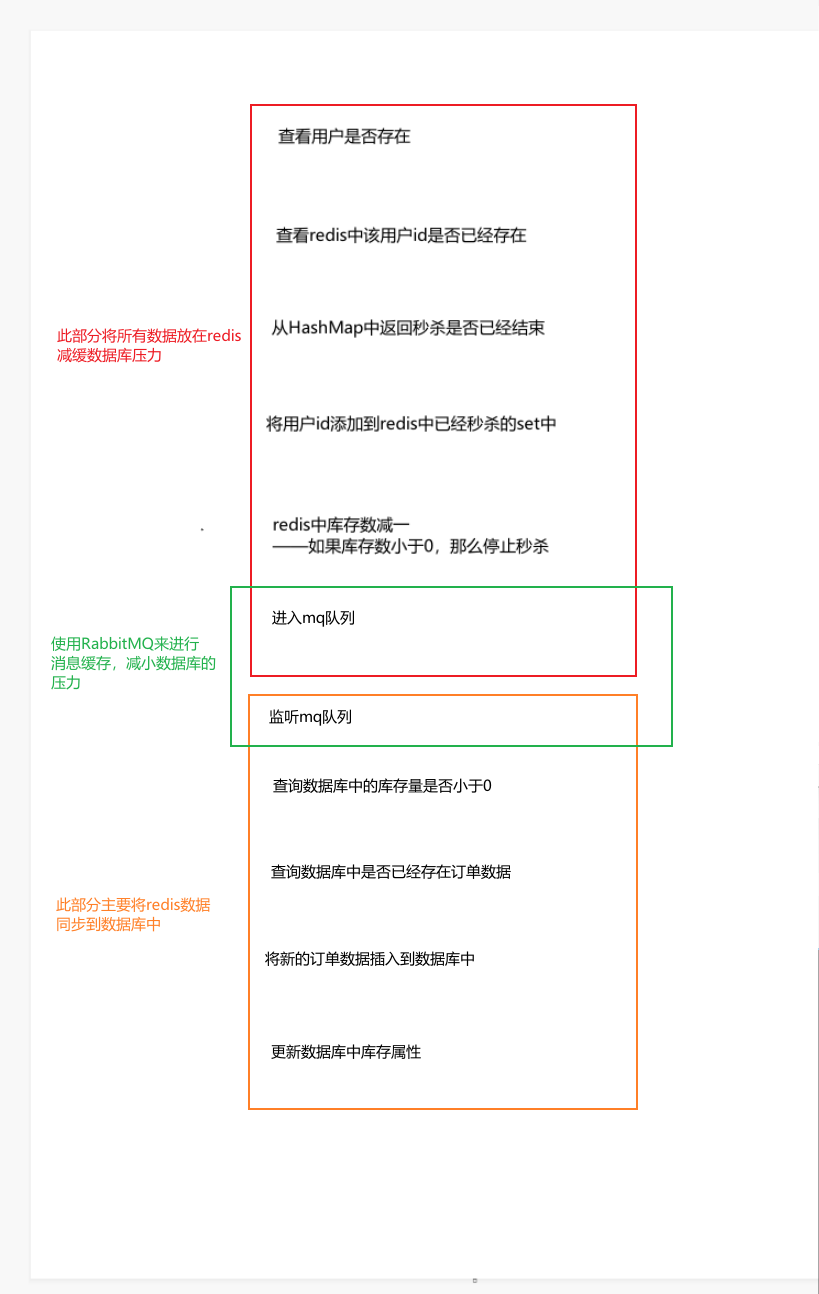 查看用户是否存在
查看redis中该用户id是否已经存在
从HashMap中返回秒杀是否已经结束
此部分将所有数据放在redis
减缓数据库压力
将用户id添加到redis中已经秒杀的set中
redis中库存数减一
——如果库存数小于0，那么停止秒杀
进入mq队列
使用RabbitMQ来进行
消息缓存，减小数据库的
压力
监听mq队列
查询数据库中的库存量是否小于0
查询数据库中是否已经存在订单数据
此部分主要将redis数据
同步到数据库中
将新的订单数据插入到数据库中
更新数据库中库存属性